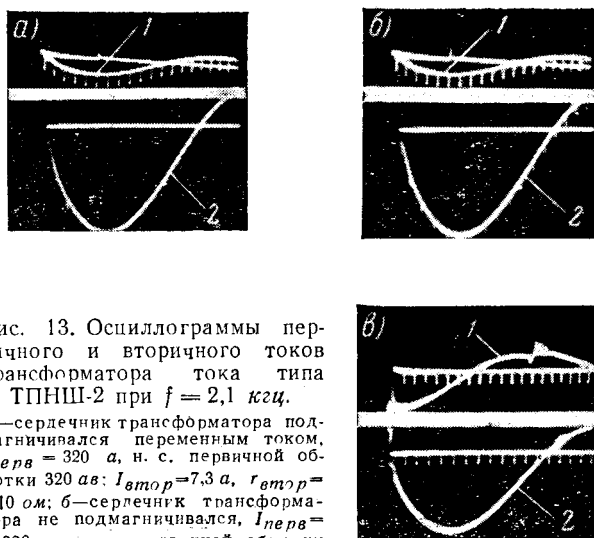 а) 1
2
б) 1
2
в) 1
2
ис. 13. Осциллограммы пер-
ичного и вторичного токов
рансформатора тока типа
ТПНШ-2 при f = 2,1 кгц.
—сердечник трансформатора под-
агничивался переменным током,
ерв = 320 а, н. с. первичной об-
отки 320 ав; Iвтор=7,3 а, rвтор=
10 ом; б—сердечник трансформа-
ра не подмагничивался, Iперв=